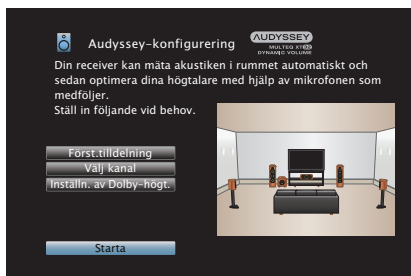 Audyssey-konfigurering
AUDYSSEY
MULTEQ XT32
DYNAMIC VOLUME
Din receiver kan mäta akustiken i rummet automatiskt och
sedan optimera dina högtalare med hjälp av mikrofonen som
medföljer.
Ställ in följande vid behov.
Först.tilldelning
Välj kanal
Inställn. av Dolby-högt.
Starta